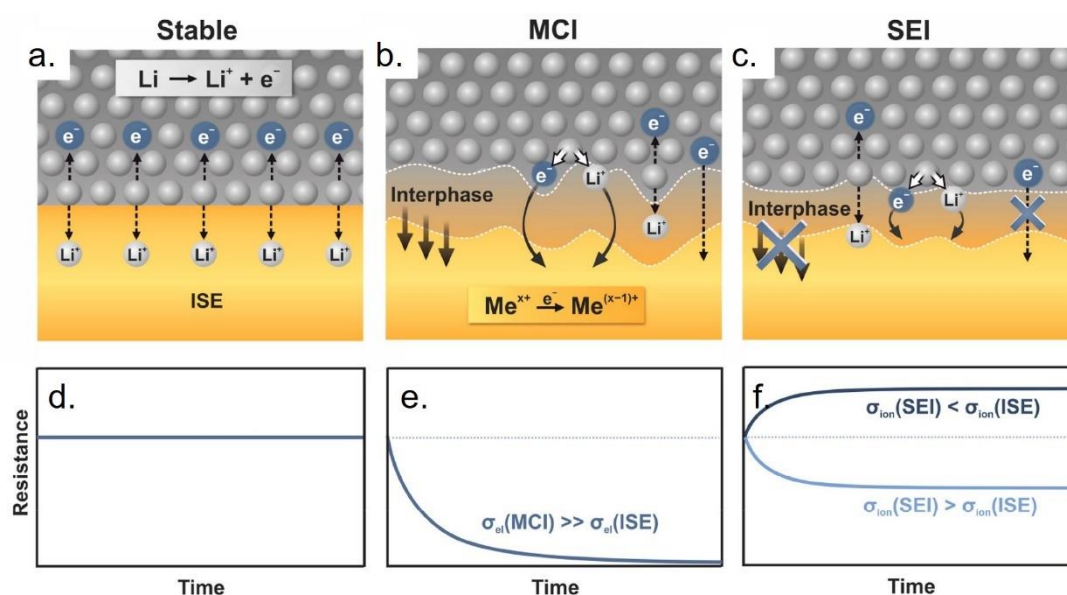 Stable
MCI
SEI
a.
Li → Li⁺ + e⁻
e⁻
e⁻
e⁻
e⁻
e⁻
Li⁺
Li⁺
Li⁺
Li⁺
Li⁺
ISE
b.
e⁻
e⁻
e⁻
Li⁺
Interphase
Li⁺
Meˣ⁺ e⁻→ Me⁽ˣ⁻¹⁾⁺
c.
e⁻
e⁻
e⁻
Li⁺
Interphase
Li⁺
d.
Resistance
Time
e.
σel(MCI) >> σel(ISE)
Time
f.
σion(SEI) < σion(ISE)
σion(SEI) > σion(ISE)
Time